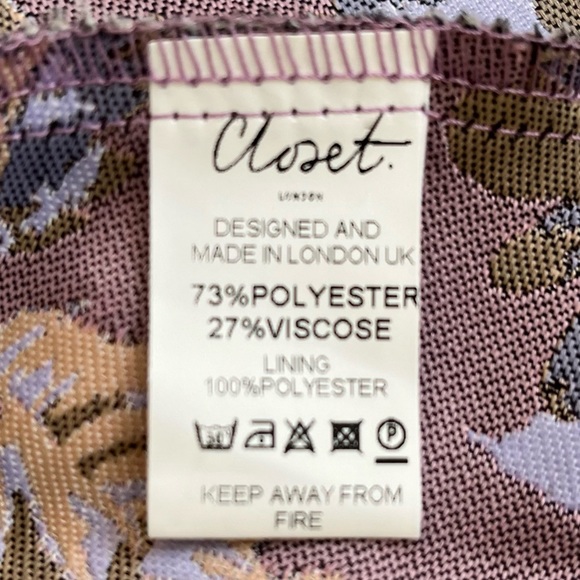 Closet.
LONDON
DESIGNED AND
MADE IN LONDON UK
73%POLYESTER
27%VISCOSE
LINING
100%POLYESTER
30
P
KEEP AWAY FROM
FIRE